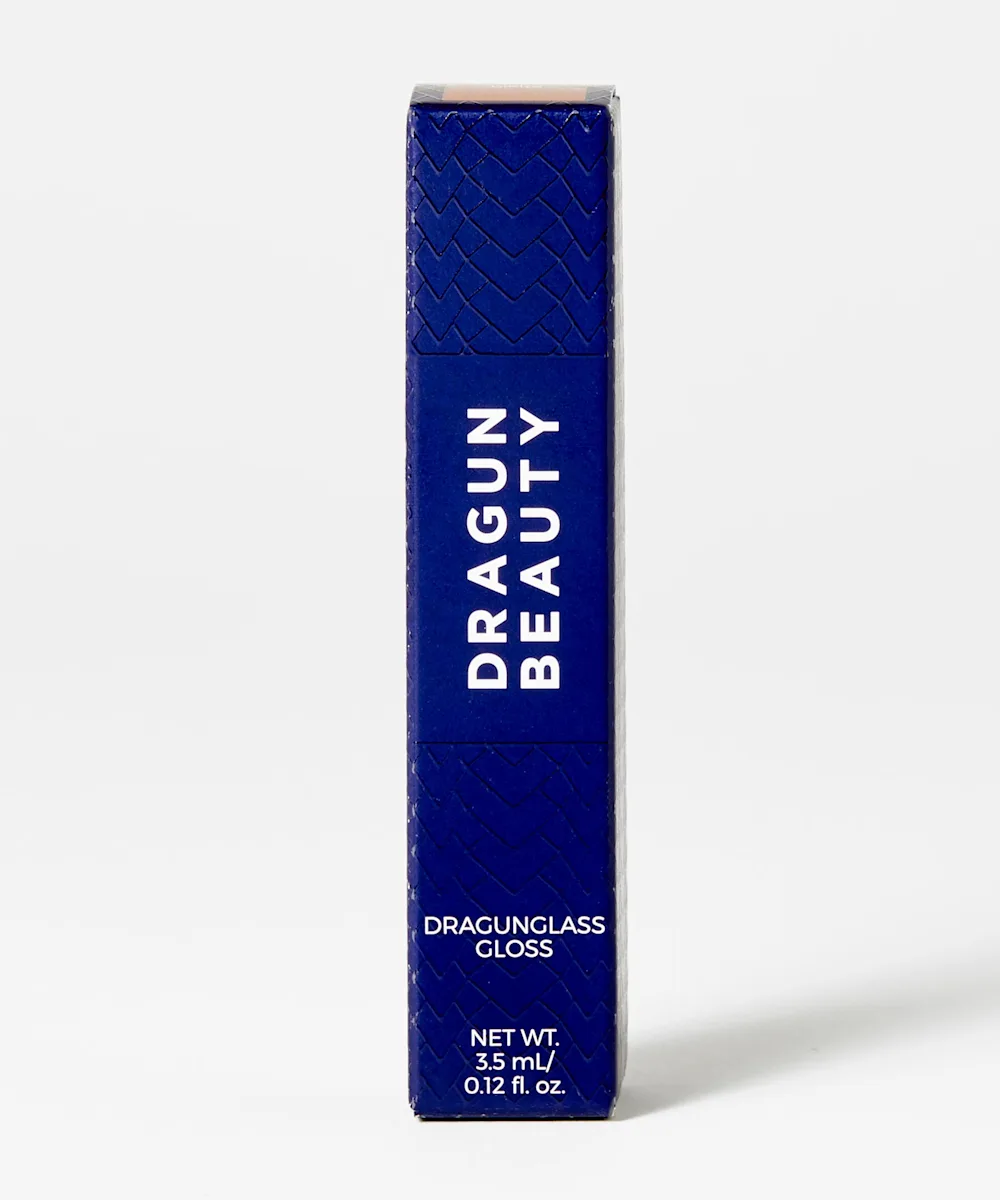 DRAGUN
BEAUTY
DRAGUNGLASS
GLOSS
NET WT.
3.5 mL/
0.12 fl. oz.